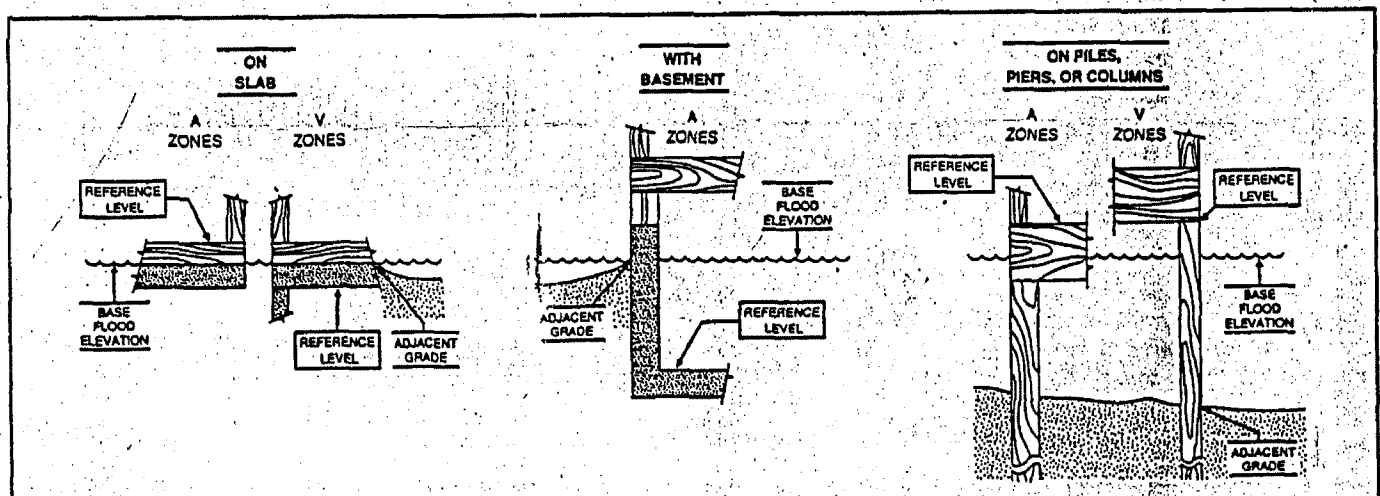 ON
SLAB
A
ZONES
V
ZONES
REFERENCE
LEVEL
BASE
FLOOD
ELEVATION
REFERENCE
LEVEL
ADJACENT
GRADE
WITH
BASEMENT
A
ZONES
BASE
FLOOD
ELEVATION
ADJACENT
GRADE
REFERENCE
LEVEL
ON PILES,
PIERS, OR COLUMNS
A
ZONES
V
ZONES
REFERENCE
LEVEL
REFERENCE
LEVEL
BASE
FLOOD
ELEVATION
ADJACENT
GRADE